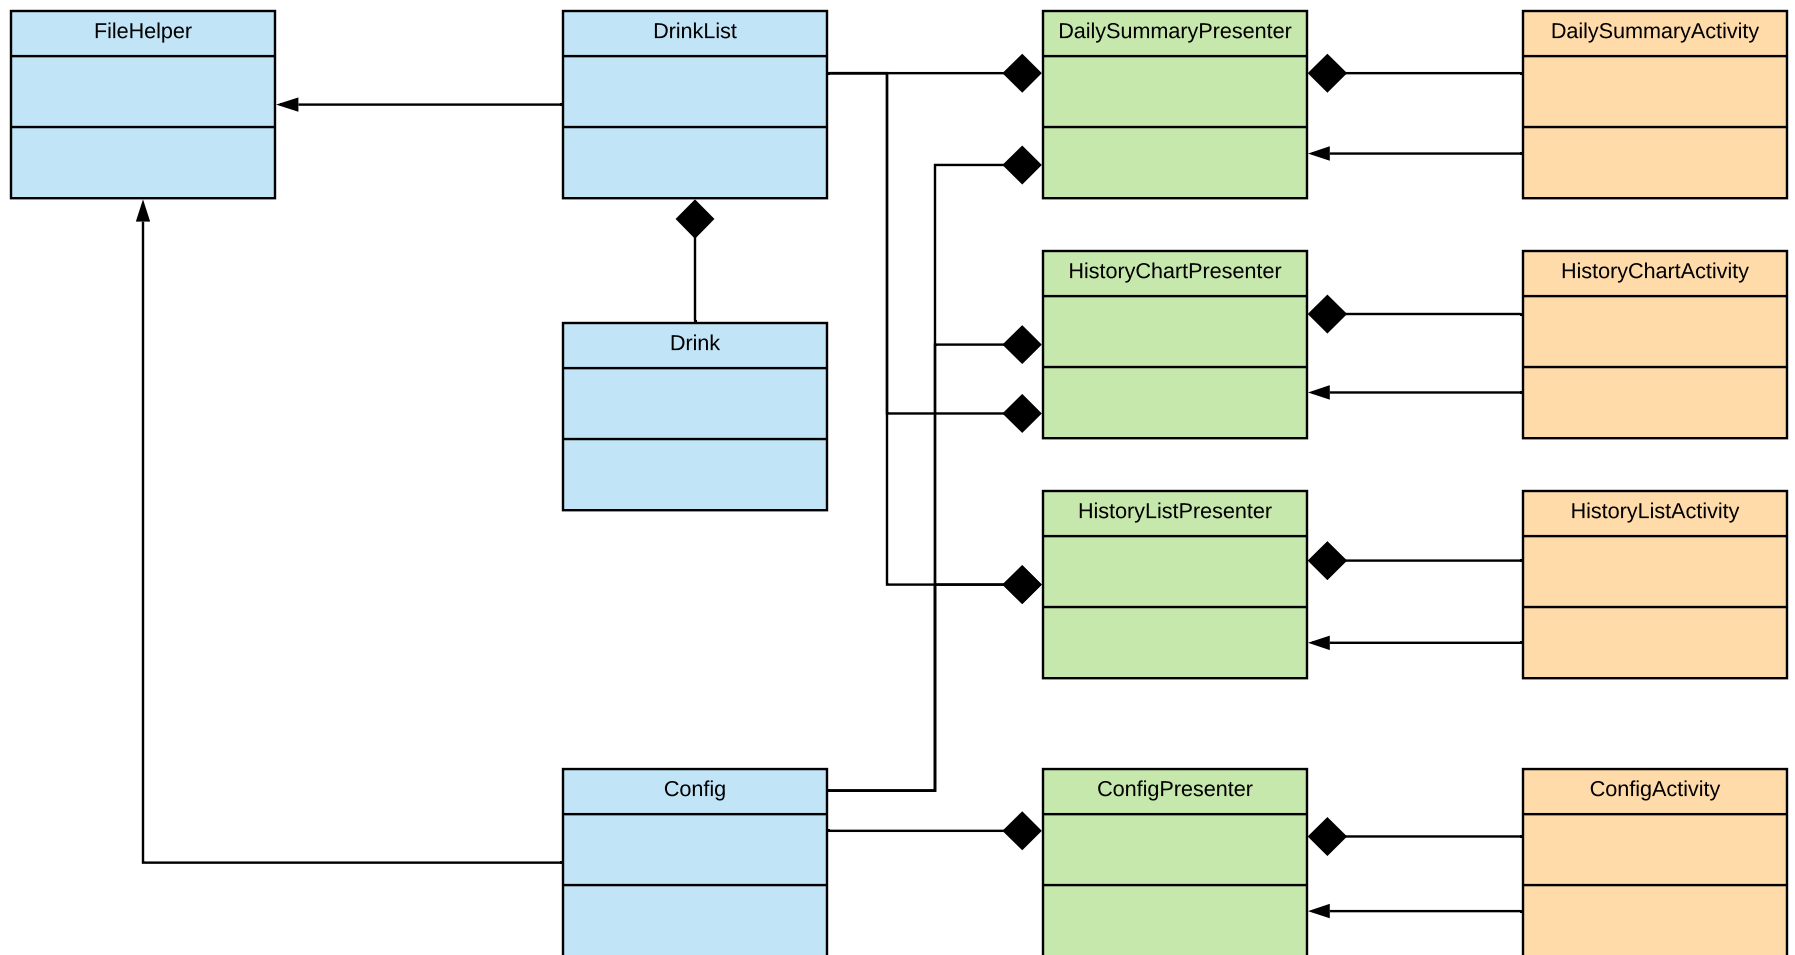 FileHelper
DrinkList
DailySummaryPresenter
DailySummaryActivity
HistoryChartPresenter
HistoryChartActivity
Drink
HistoryListPresenter
HistoryListActivity
Config
ConfigPresenter
ConfigActivity